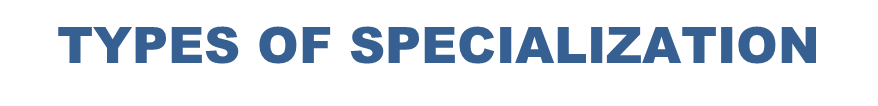 TYPES OF SPECIALIZATION